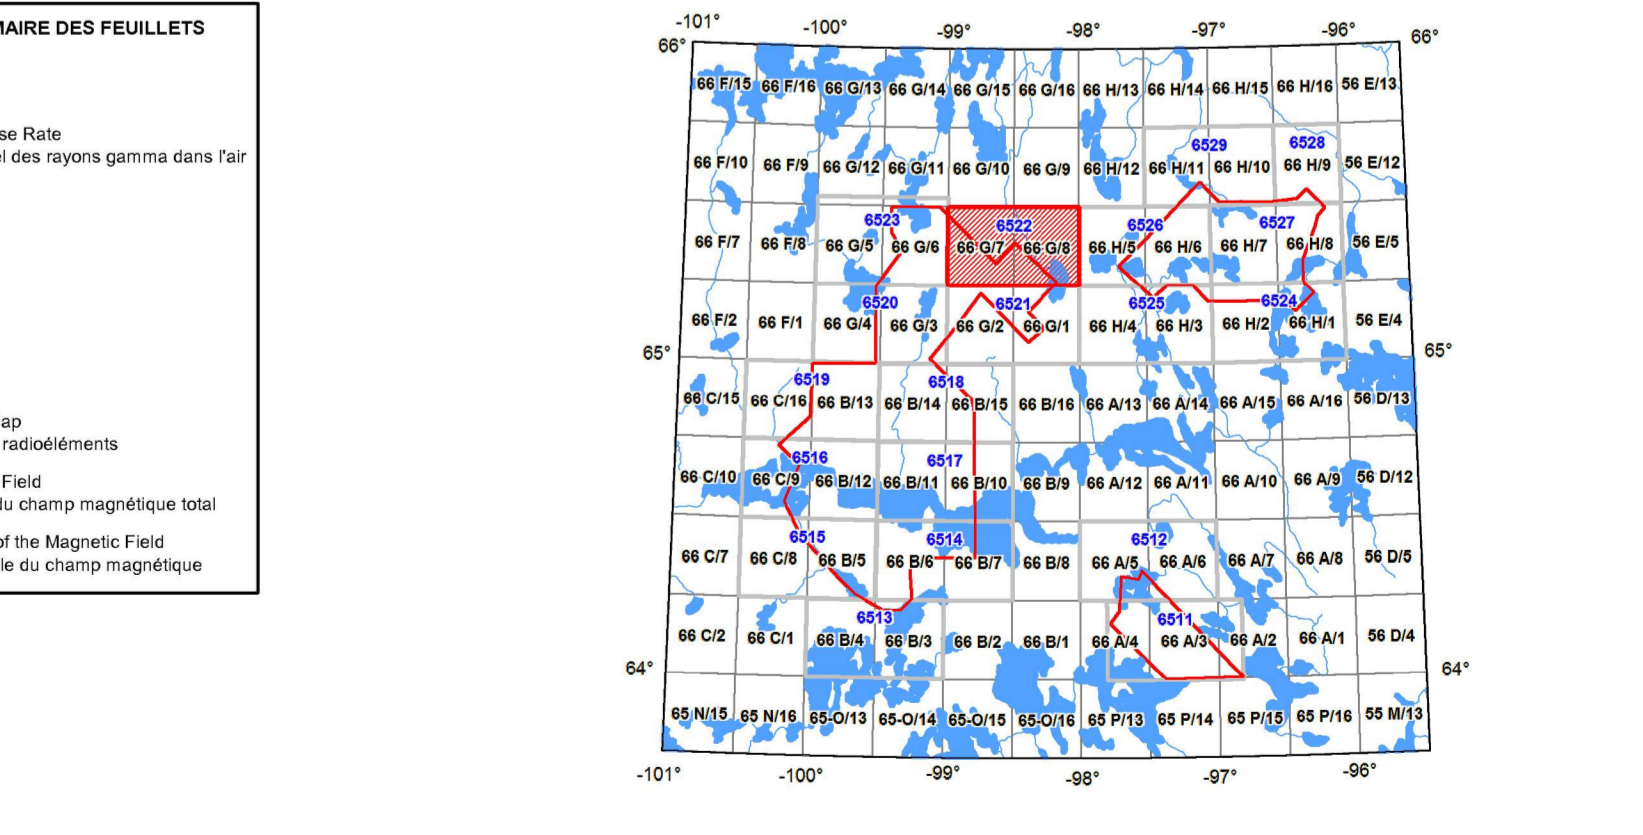 MAIRE DES FEUILLETS
se Rate
el des rayons gamma dans l'air
ap
radioéléments
Field
du champ magnétique total
of the Magnetic Field
le du champ magnétique
-101° -100° -99° -98° -97° -96°
66° 66°
66 F/15 66 F/16 66 G/13 66 G/14 66 G/15 66 G/16 66 H/13 66 H/14 66 H/15 66 H/16 56 E/13
6529 6528
66 F/10 66 F/9 66 G/12 66 G/11 66 G/10 66 G/9 66 H/12 66 H/11 66 H/10 66 H/9 56 E/12
6523 6522 6526 6527
66 F/7 66 F/8 66 G/5 66 G/6 66 G/7 66 G/8 66 H/5 66 H/6 66 H/7 66 H/8 56 E/5
6520 6521 6525 6524
66 F/2 66 F/1 66 G/4 66 G/3 66 G/2 66 G/1 66 H/4 66 H/3 66 H/2 66 H/1 56 E/4
65° 65°
6519 6518
66 C/15 66 C/16 66 B/13 66 B/14 66 B/15 66 B/16 66 A/13 66 A/14 66 A/15 66 A/16 56 D/13
6516 6517
66 C/10 66 C/9 66 B/12 66 B/11 66 B/10 66 B/9 66 A/12 66 A/11 66 A/10 66 A/9 56 D/12
6515 6514 6512
66 C/7 66 C/8 66 B/5 66 B/6 66 B/7 66 B/8 66 A/5 66 A/6 66 A/7 66 A/8 56 D/5
6513 6511
66 C/2 66 C/1 66 B/4 66 B/3 66 B/2 66 B/1 66 A/4 66 A/3 66 A/2 66 A/1 56 D/4
64° 64°
65 N/15 65 N/16 65-O/13 65-O/14 65-O/15 65-O/16 65 P/13 65 P/14 65 P/15 65 P/16 55 M/13
-101° -100° -99° -98° -97° -96°